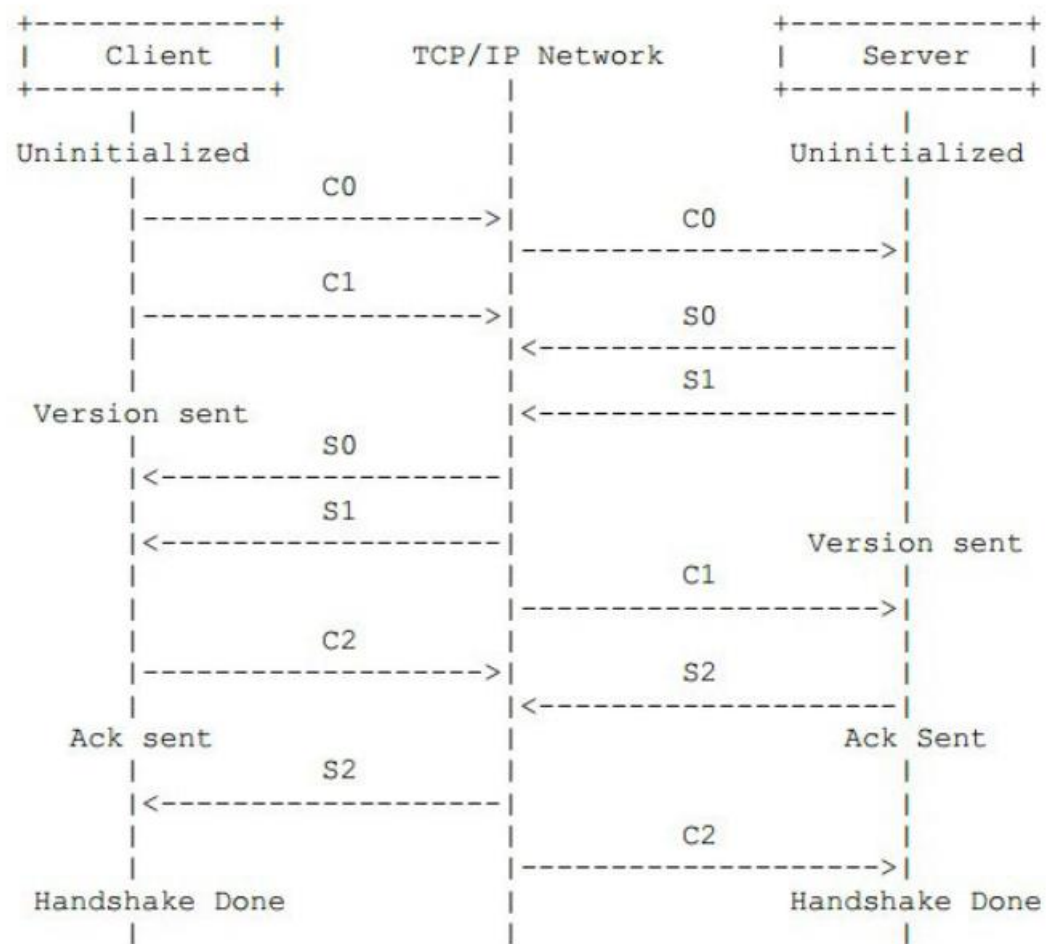 +-------------+                            +-------------+
|    Client   |      TCP/IP Network        |    Server   |
+-------------+            |               +-------------+
      |                    |                      |
Uninitialized              |               Uninitialized
      |          C0        |                      |
      |------------------->|         C0           |
      |                    |--------------------->|
      |          C1        |                      |
      |------------------->|         S0           |
      |                    |<---------------------|
      |                    |         S1           |
 Version sent              |<---------------------|
      |          S0        |                      |
      |<-------------------|                      |
      |          S1        |                      |
      |<-------------------|                Version sent
      |                    |         C1           |
      |                    |--------------------->|
      |          C2        |                      |
      |------------------->|         S2           |
      |                    |<---------------------|
   Ack sent                |                  Ack Sent
      |          S2        |                      |
      |<-------------------|                      |
      |                    |         C2           |
      |                    |--------------------->|
 Handshake Done            |               Handshake Done
      |                    |                      |